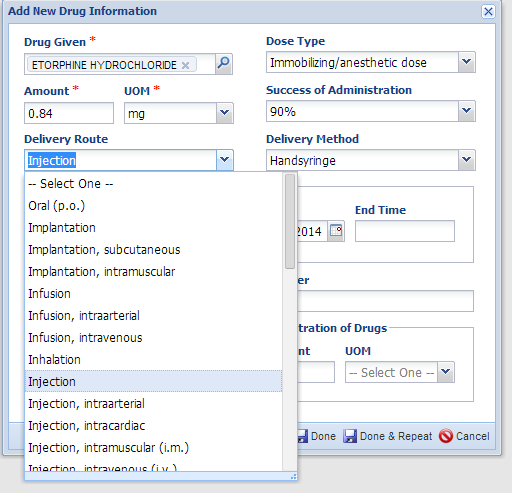 Add New Drug Information
Drug Given *
Dose Type
ETORPHINE HYDROCHLORIDE
Immobilizing/anesthetic dose
Amount * UOM *
Success of Administration
0.84 mg
90%
Delivery Route
Delivery Method
Injection
Handsyringe
-- Select One --
Oral (p.o.)
Implantation
Implantation, subcutaneous
Implantation, intramuscular
Infusion
Infusion, intraarterial
Infusion, intravenous
Inhalation
Injection
Injection, intraarterial
Injection, intracardiac
Injection, intramuscular (i.m.)
Injection, intravenous (i.v.)
End Time
2014
er
tration of Drugs
nt UOM
-- Select One --
Done Done & Repeat Cancel